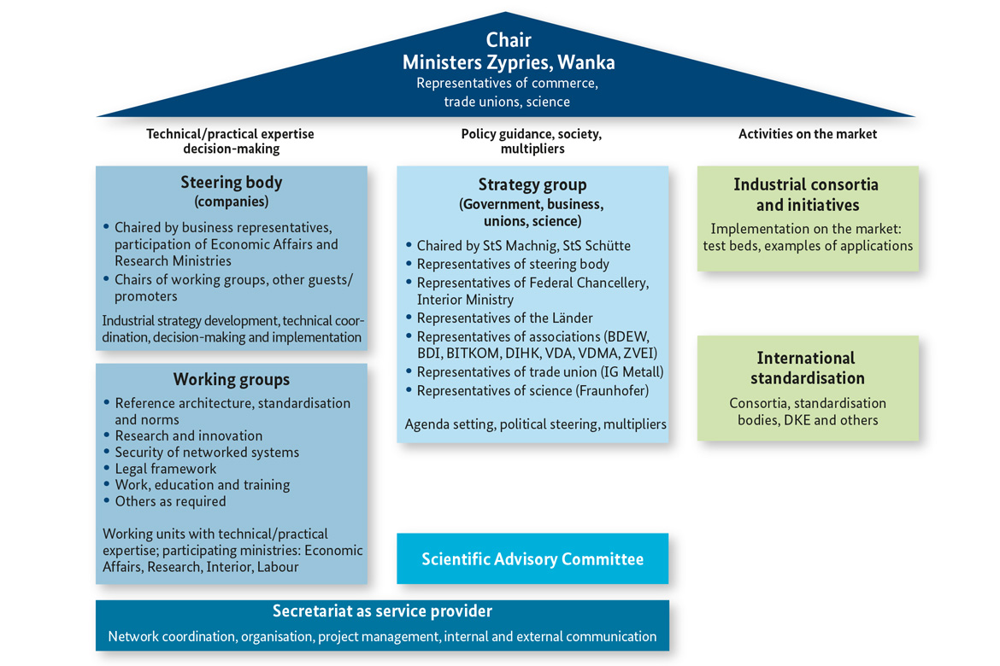 Chair
Ministers Zypries, Wanka
Representatives of commerce,
trade unions, science
Technical/practical expertise
decision-making
Steering body
(companies)
• Chaired by business representatives,
participation of Economic Affairs and
Research Ministries
• Chairs of working groups, other guests/
promoters
Industrial strategy development, technical coor-
dination, decision-making and implementation
Working groups
• Reference architecture, standardisation
and norms
• Research and innovation
• Security of networked systems
• Legal framework
• Work, education and training
• Others as required
Working units with technical/practical
expertise; participating ministries: Economic
Affairs, Research, Interior, Labour
Policy guidance, society,
multipliers
Strategy group
(Government, business,
unions, science)
• Chaired by StS Machnig, StS Schütte
• Representatives of steering body
• Representatives of Federal Chancellery,
Interior Ministry
• Representatives of the Länder
• Representatives of associations (BDEW,
BDI, BITKOM, DIHK, VDA, VDMA, ZVEI)
• Representatives of trade union (IG Metall)
• Representatives of science (Fraunhofer)
Agenda setting, political steering, multipliers
Scientific Advisory Committee
Activities on the market
Industrial consortia
and initiatives
Implementation on the market:
test beds, examples of applications
International
standardisation
Consortia, standardisation
bodies, DKE and others
Secretariat as service provider
Network coordination, organisation, project management, internal and external communication